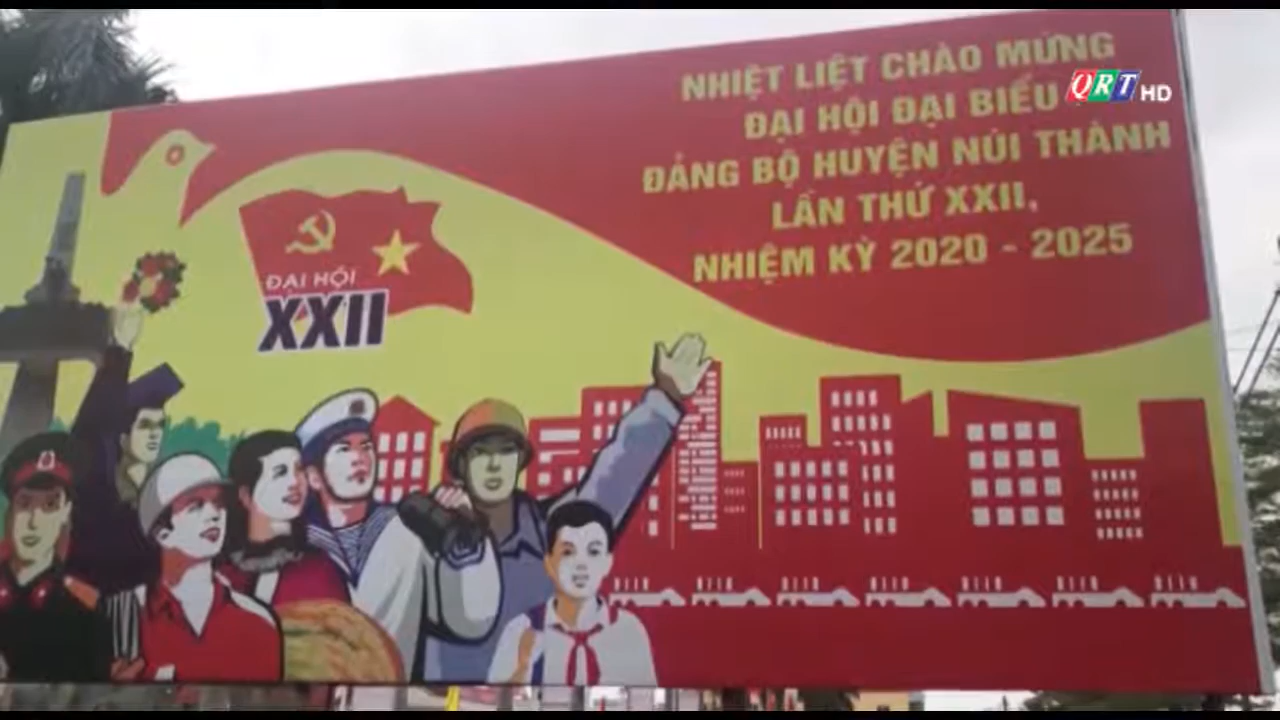 NHIỆT LIỆT CHÀO MỪNG
ĐẠI HỘI ĐẠI BIỂU
ĐẢNG BỘ HUYỆN NÚI THÀNH
LẦN THỨ XXII,
NHIỆM KỲ 2020 - 2025
QRT HD
ĐẠI HỘI
XXII